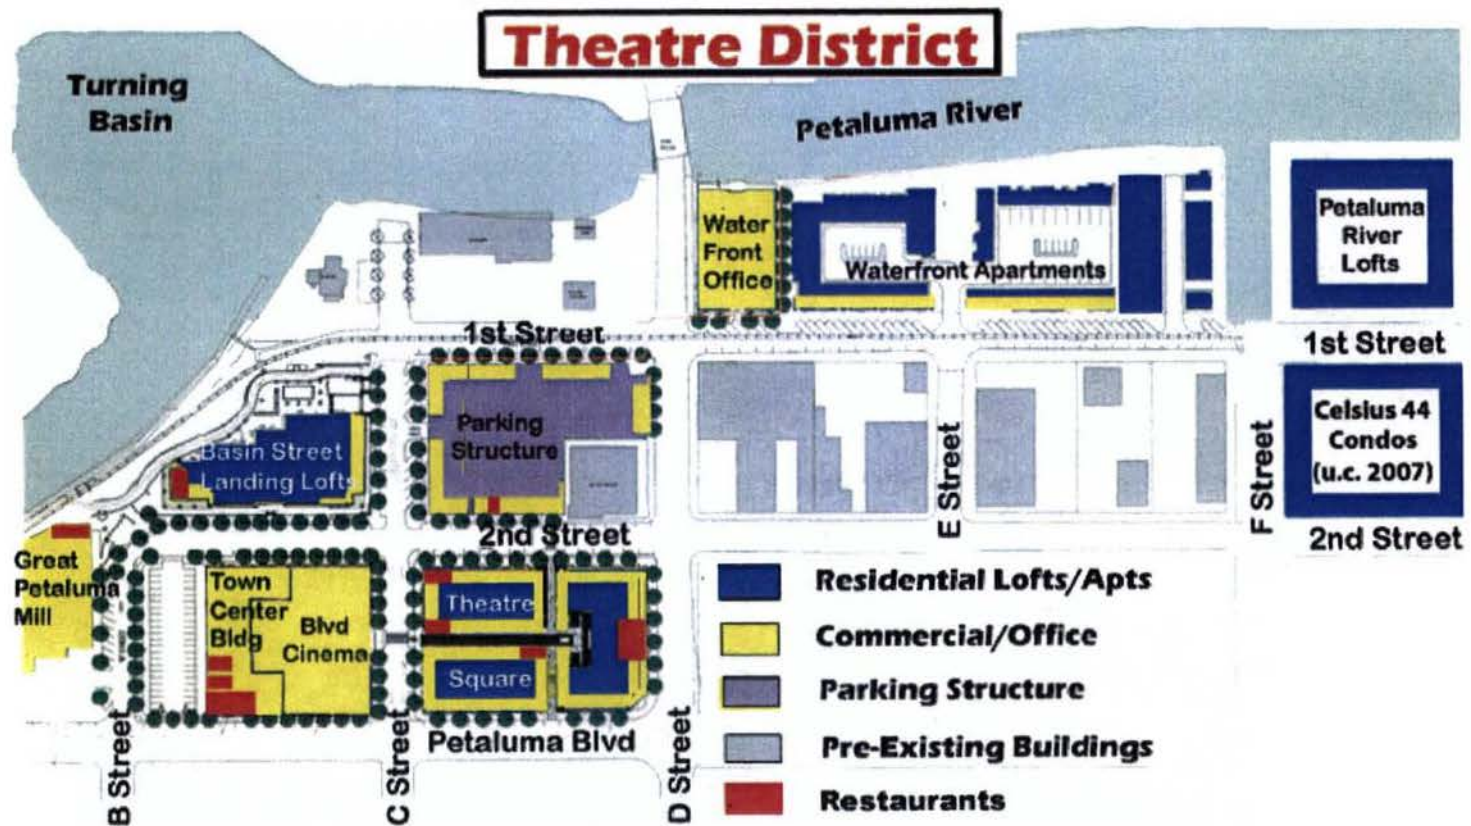 Theatre District
Turning
Basin
Petaluma River
Water
Front
Office
Waterfront Apartments
Petaluma
River
Lofts
1st Street
1st Street
Parking
Structure
Basin Street
Landing Lofts
Celsius 44
Condos
(u.c. 2007)
E Street
F Street
2nd Street
2nd Street
Great
Petaluma
Mill
Town
Center
Bldg
Blvd
Cinema
Theatre
Square
Petaluma Blvd
B Street
C Street
D Street
Residential Lofts/Apts
Commercial/Office
Parking Structure
Pre-Existing Buildings
Restaurants